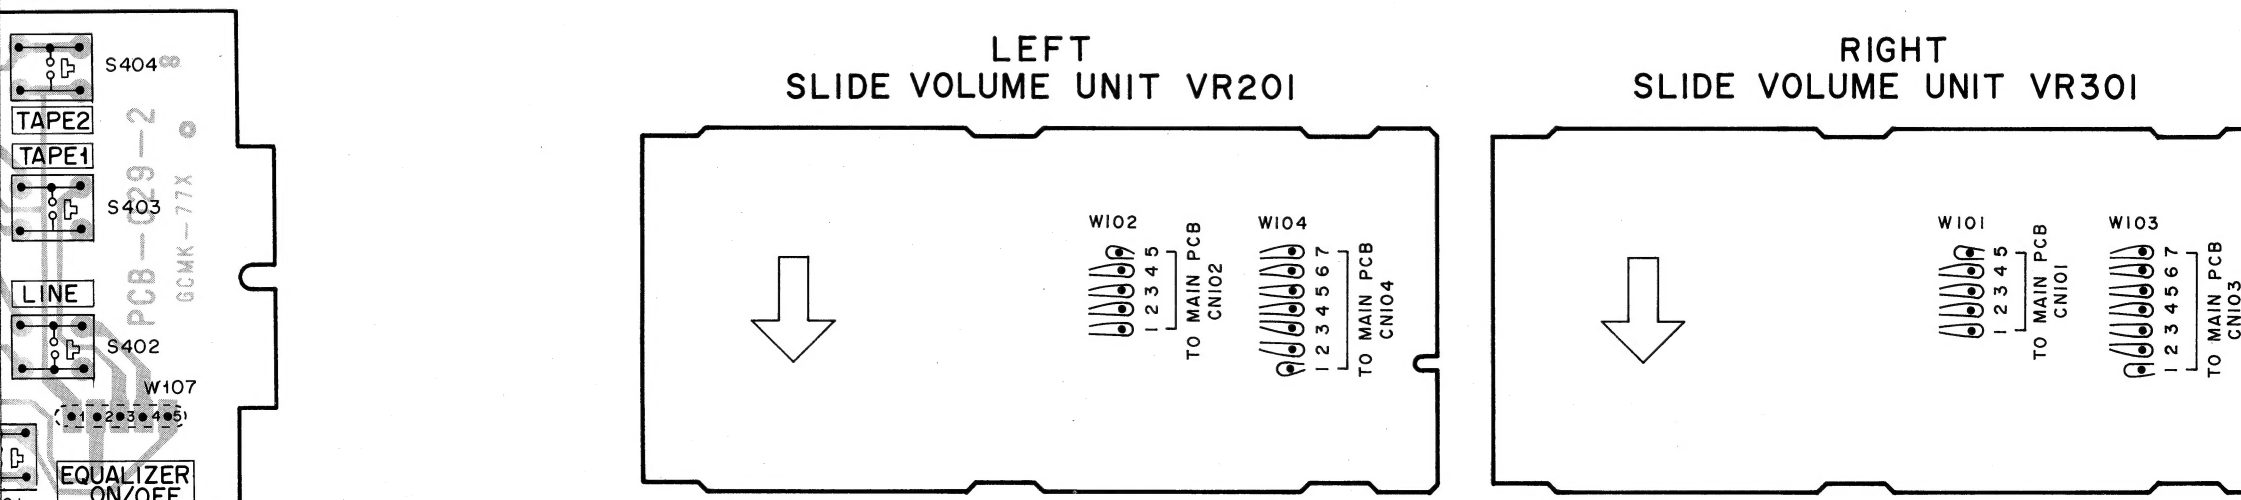 S404
8
TAPE2
TAPE1
PCB-029-2
GCMK-77X
S403
LINE
S402
W107
1 2 3 4 5
EQUALIZER
ON/OFF
LEFT
SLIDE VOLUME UNIT VR201
W102
5
4
3
2
1
TO MAIN PCB
CN102
W104
7
6
5
4
3
2
1
TO MAIN PCB
CN104
RIGHT
SLIDE VOLUME UNIT VR301
W101
5
4
3
2
1
TO MAIN PCB
CN101
W103
7
6
5
4
3
2
1
TO MAIN PCB
CN103